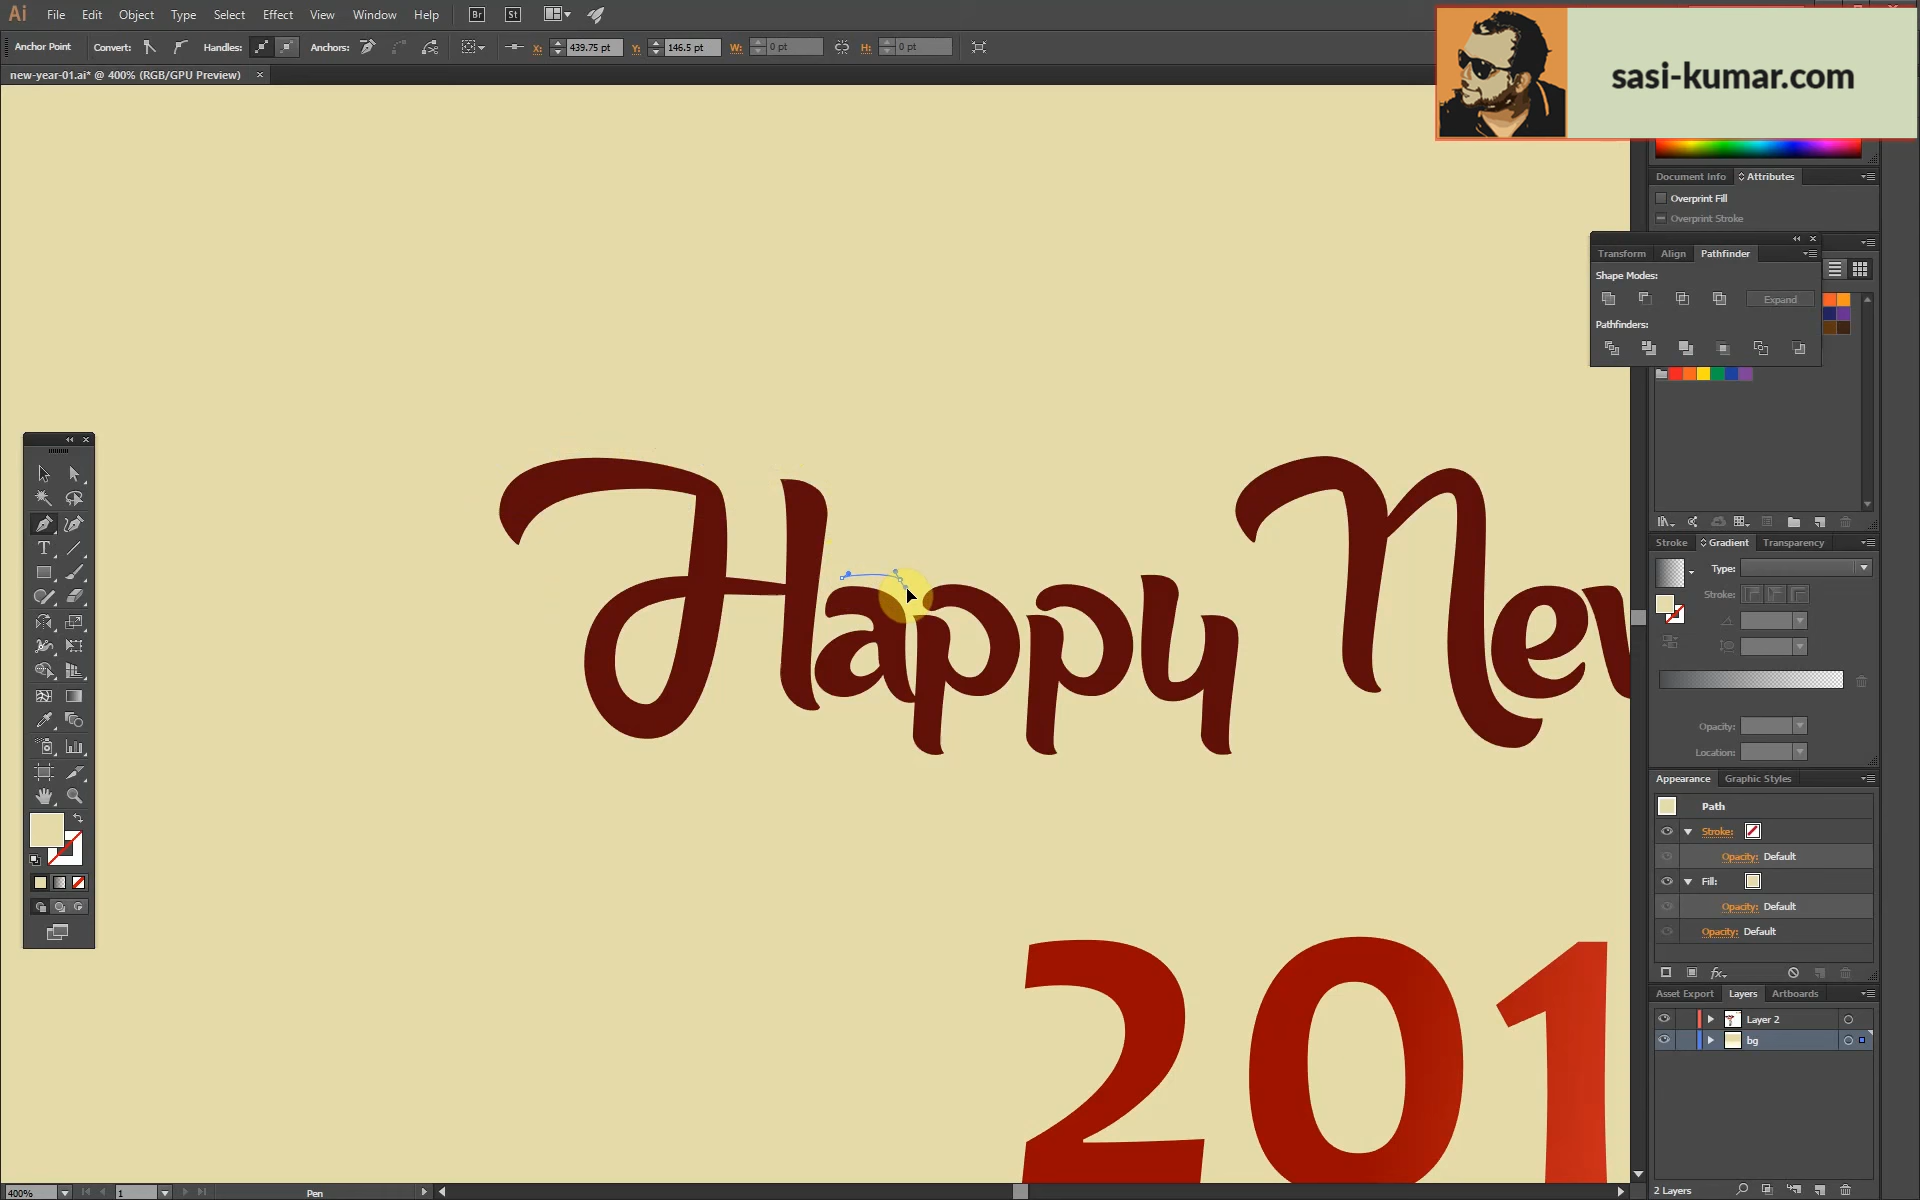 Ai File Edit Object Type Select Effect View Window Help Br St
Anchor Point Convert: Handles: Anchors: X: 439.75 pt Y: 146.5 pt W: 0 pt H: 0 pt
new-year-01.ai* @ 400% (RGB/GPU Preview)
sasi-kumar.com
Document Info Attributes
Overprint Fill
Overprint Stroke
Transform Align Pathfinder
Shape Modes:
Expand
Pathfinders:
Happy New
201
Stroke Gradient Transparency
Type:
Stroke:
Opacity:
Location:
Appearance Graphic Styles
Path
Stroke:
Opacity: Default
Fill:
Opacity: Default
Opacity: Default
fx
Asset Export Layers Artboards
Layer 2
bg
2 Layers
400% 1 Pen